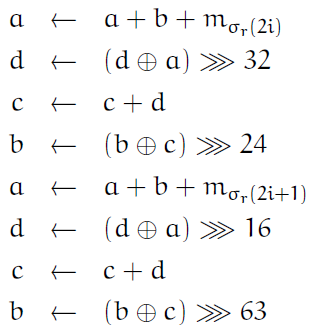 a ← a + b + m_{σ_r(2i)}
d ← (d ⊕ a) ⋙ 32
c ← c + d
b ← (b ⊕ c) ⋙ 24
a ← a + b + m_{σ_r(2i+1)}
d ← (d ⊕ a) ⋙ 16
c ← c + d
b ← (b ⊕ c) ⋙ 63